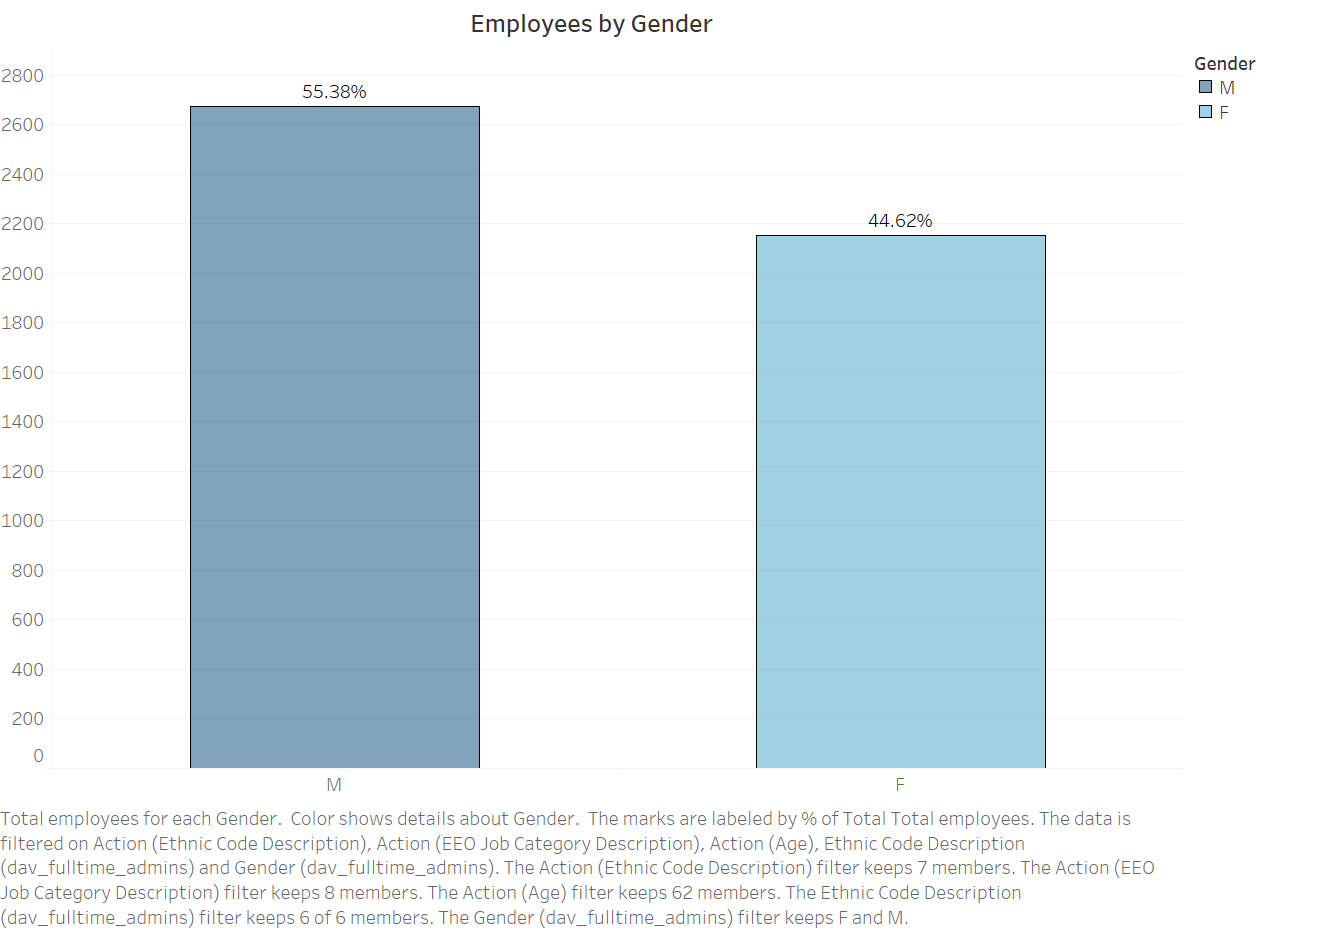 Employees by Gender
Gender
M
F
2800
2600
2400
2200
2000
1800
1600
1400
1200
1000
800
600
400
200
0
55.38%
44.62%
M
F
Total employees for each Gender.  Color shows details about Gender.  The marks are labeled by % of Total Total employees. The data is
filtered on Action (Ethnic Code Description), Action (EEO Job Category Description), Action (Age), Ethnic Code Description
(dav_fulltime_admins) and Gender (dav_fulltime_admins). The Action (Ethnic Code Description) filter keeps 7 members. The Action (EEO
Job Category Description) filter keeps 8 members. The Action (Age) filter keeps 62 members. The Ethnic Code Description
(dav_fulltime_admins) filter keeps 6 of 6 members. The Gender (dav_fulltime_admins) filter keeps F and M.